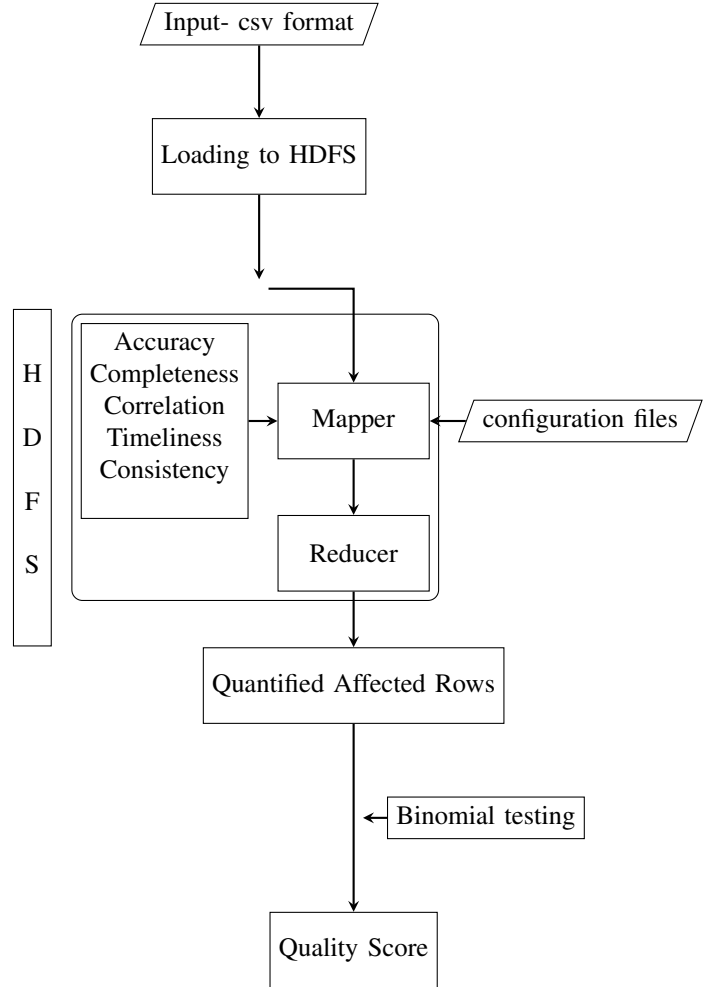 Input- csv format
Loading to HDFS
H
D
F
S
Accuracy
Completeness
Correlation
Timeliness
Consistency
Mapper
configuration files
Reducer
Quantified Affected Rows
Binomial testing
Quality Score